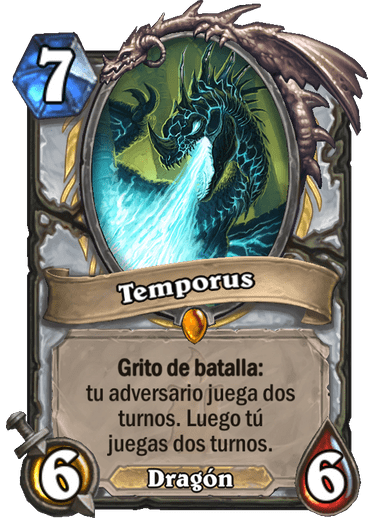 7
Temporus
Grito de batalla:
tu adversario juega dos
turnos. Luego tú
juegas dos turnos.
6
Dragón
6